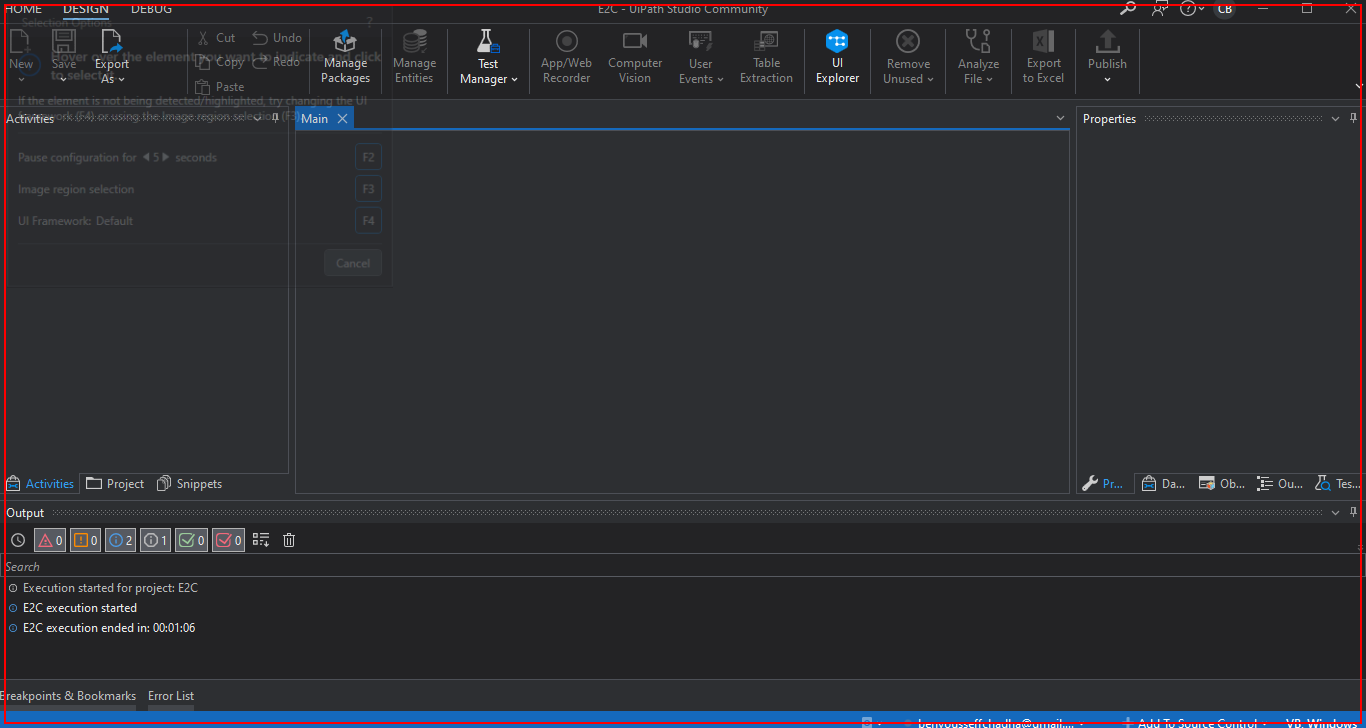 HOME DESIGN DEBUG E2C - UiPath Studio Community CB
Selection Options ?
New Save Export As
Cut Undo
Copy Redo
Paste
Manage Packages
Manage Entities
Test Manager
App/Web Recorder
Computer Vision
User Events
Table Extraction
UI Explorer
Remove Unused
Analyze File
Export to Excel
Publish
Hover over the element you want to indicate and click
to select it
If the element is not being detected/highlighted, try changing the UI
Framework (F4) or using the Image region selection (F3)
Activities Main Properties
Pause configuration for 5 seconds F2
Image region selection F3
UI Framework: Default F4
Cancel
Activities Project Snippets Pr... Da... Ob... Ou... Tes...
Output
0 0 2 1 0 0
Search
Execution started for project: E2C
E2C execution started
E2C execution ended in: 00:01:06
Breakpoints & Bookmarks Error List
benyousseffchadha@gmail.... Add To Source Control VB, Windows